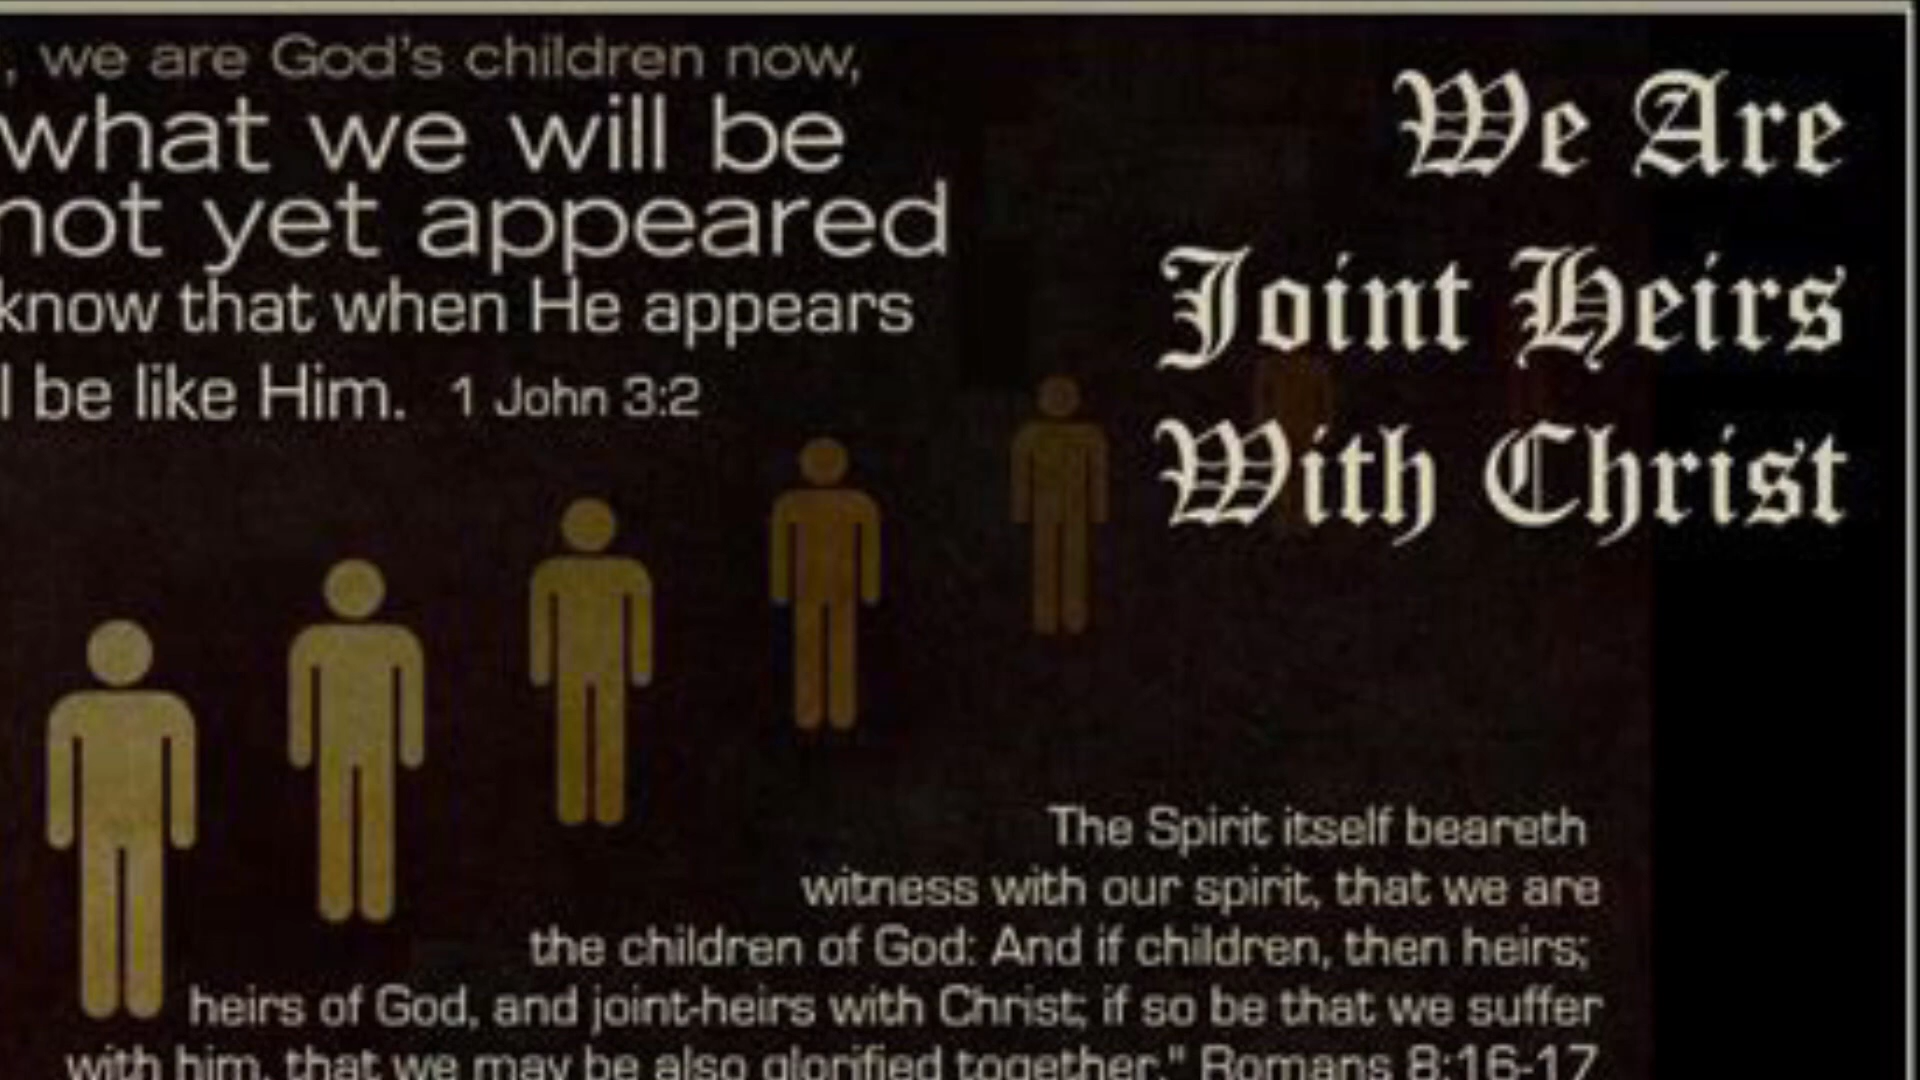 , we are God's children now,
what we will be
not yet appeared
know that when He appears
l be like Him. 1 John 3:2
We Are
Joint Heirs
With Christ
The Spirit itself beareth
witness with our spirit, that we are
the children of God: And if children, then heirs;
heirs of God, and joint-heirs with Christ; if so be that we suffer
with him, that we may be also glorified together." Romans 8:16-17